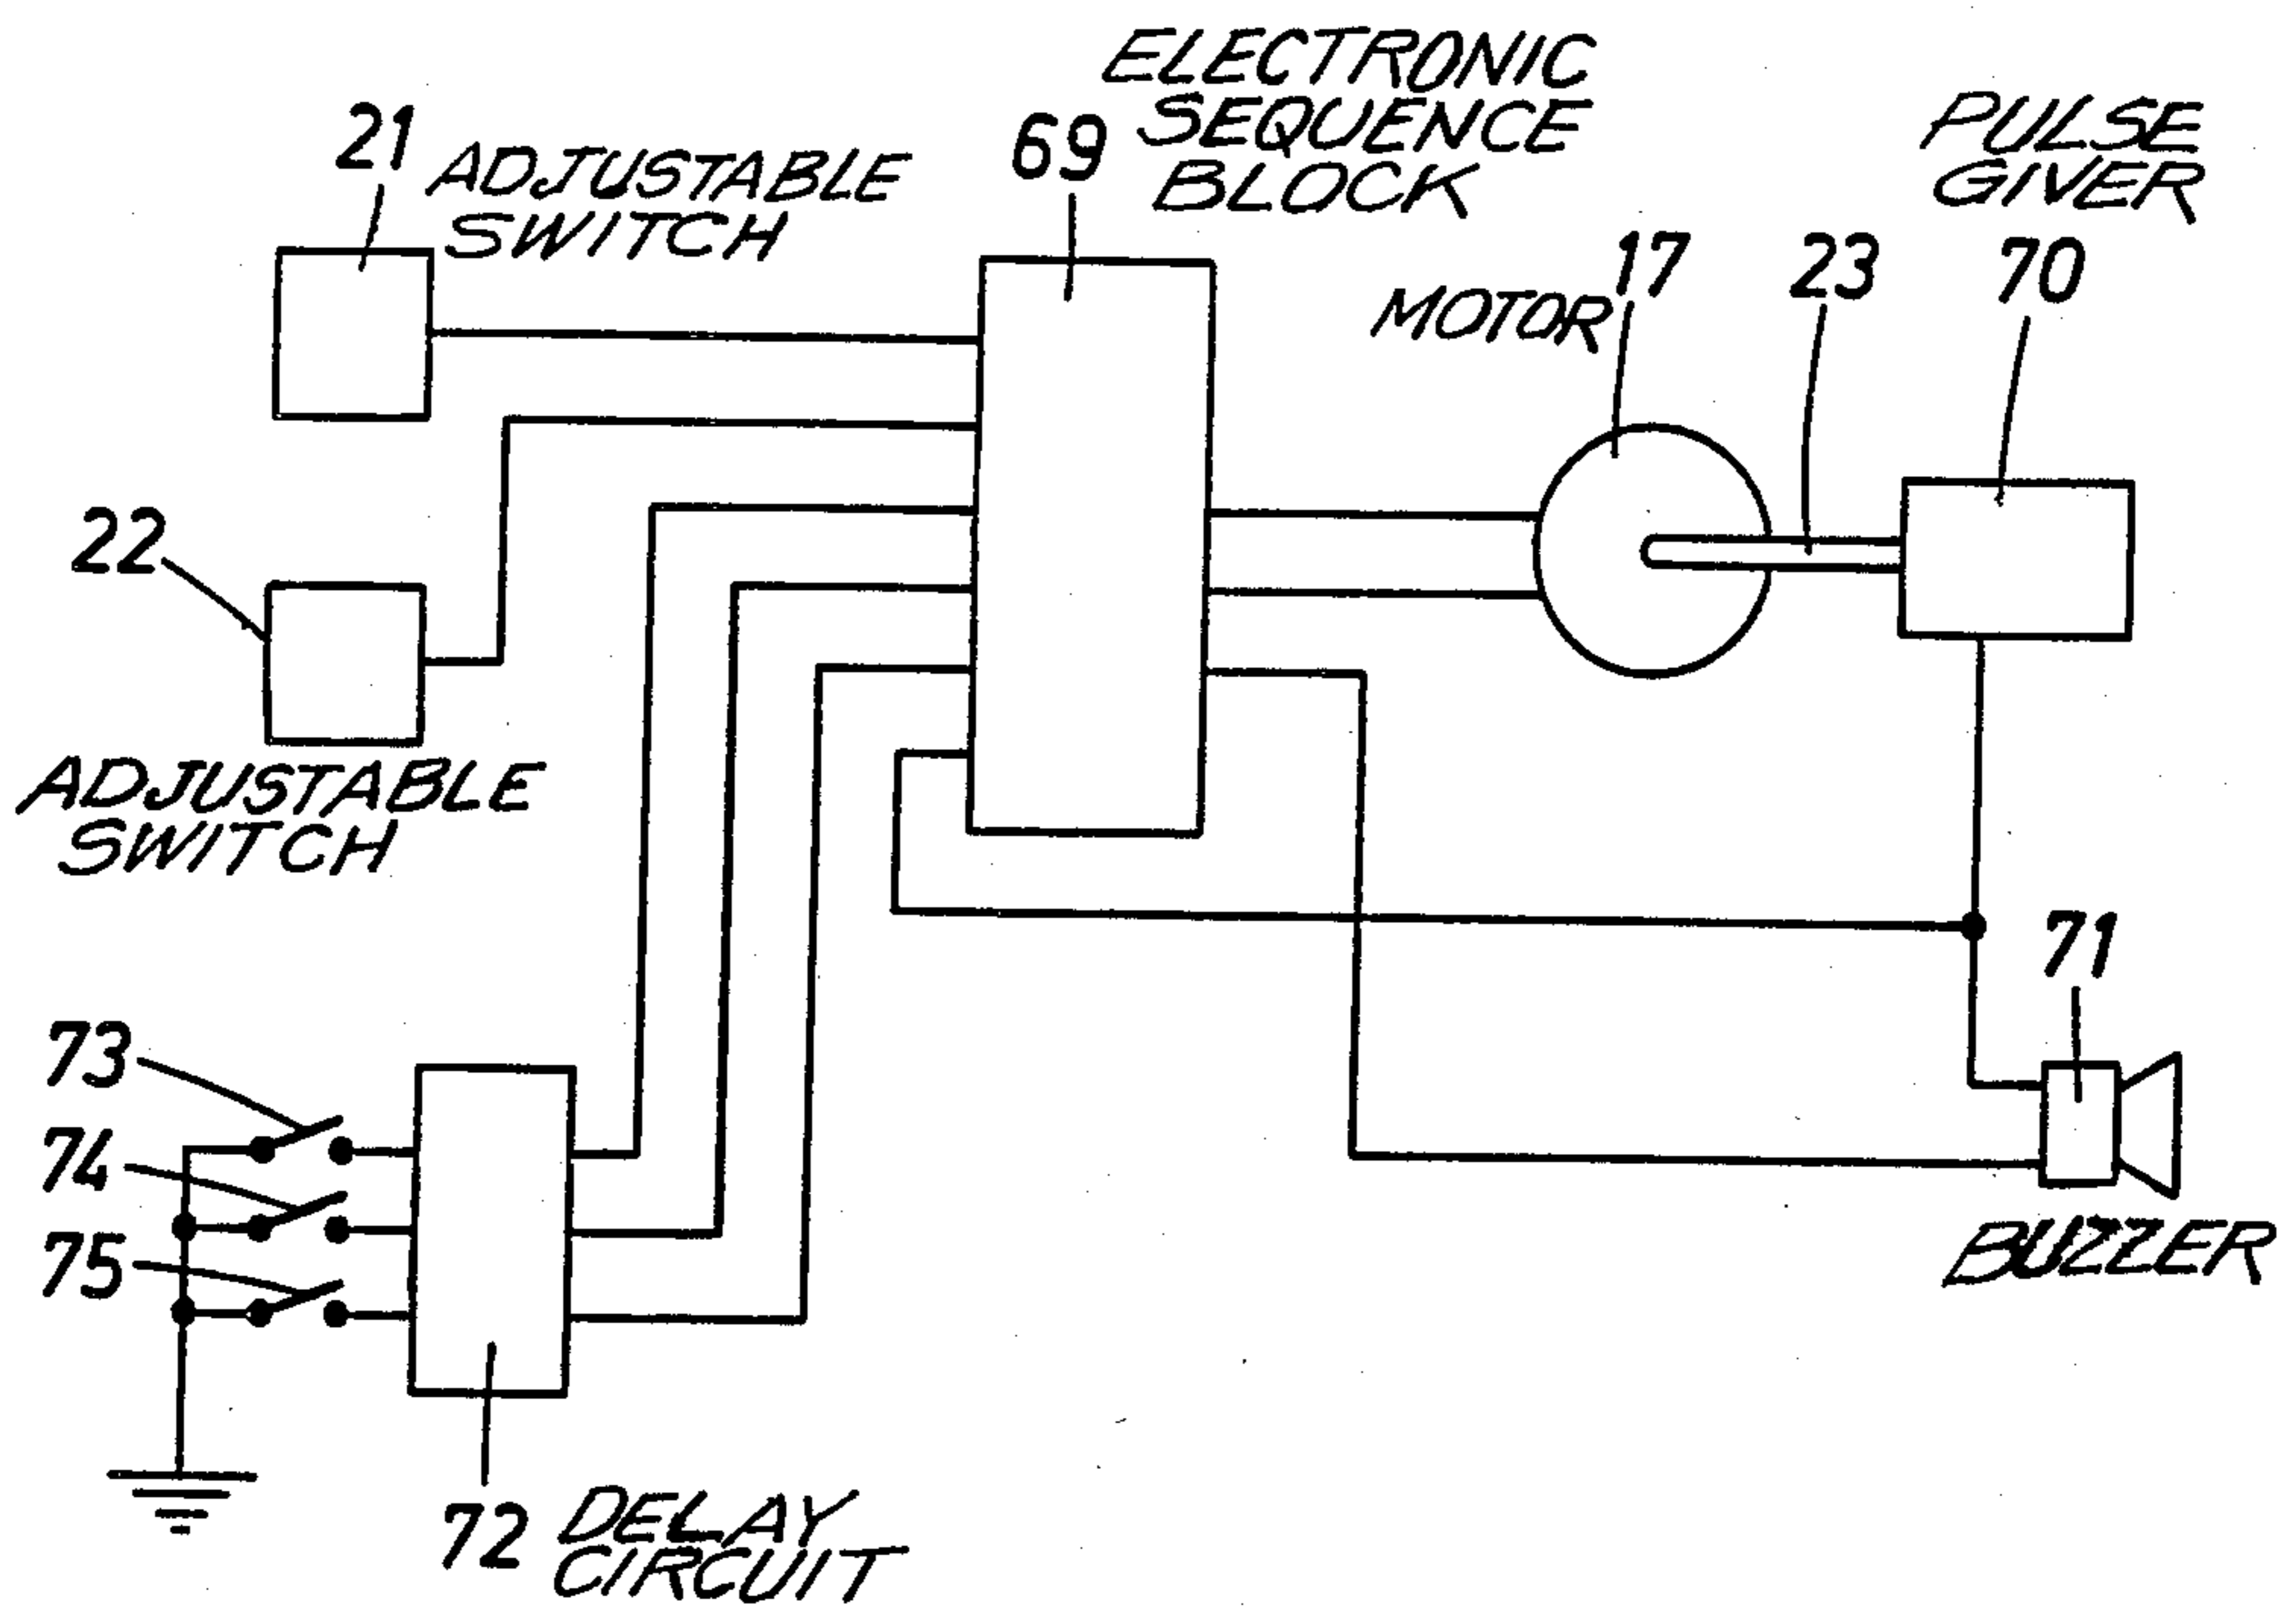 ELECTRONIC
SEQUENCE
BLOCK
69
21
ADJUSTABLE
SWITCH
PULSE
GIVER
70
17
MOTOR
23
22
ADJUSTABLE
SWITCH
71
BUZZER
73
74
75
72
DELAY
CIRCUIT